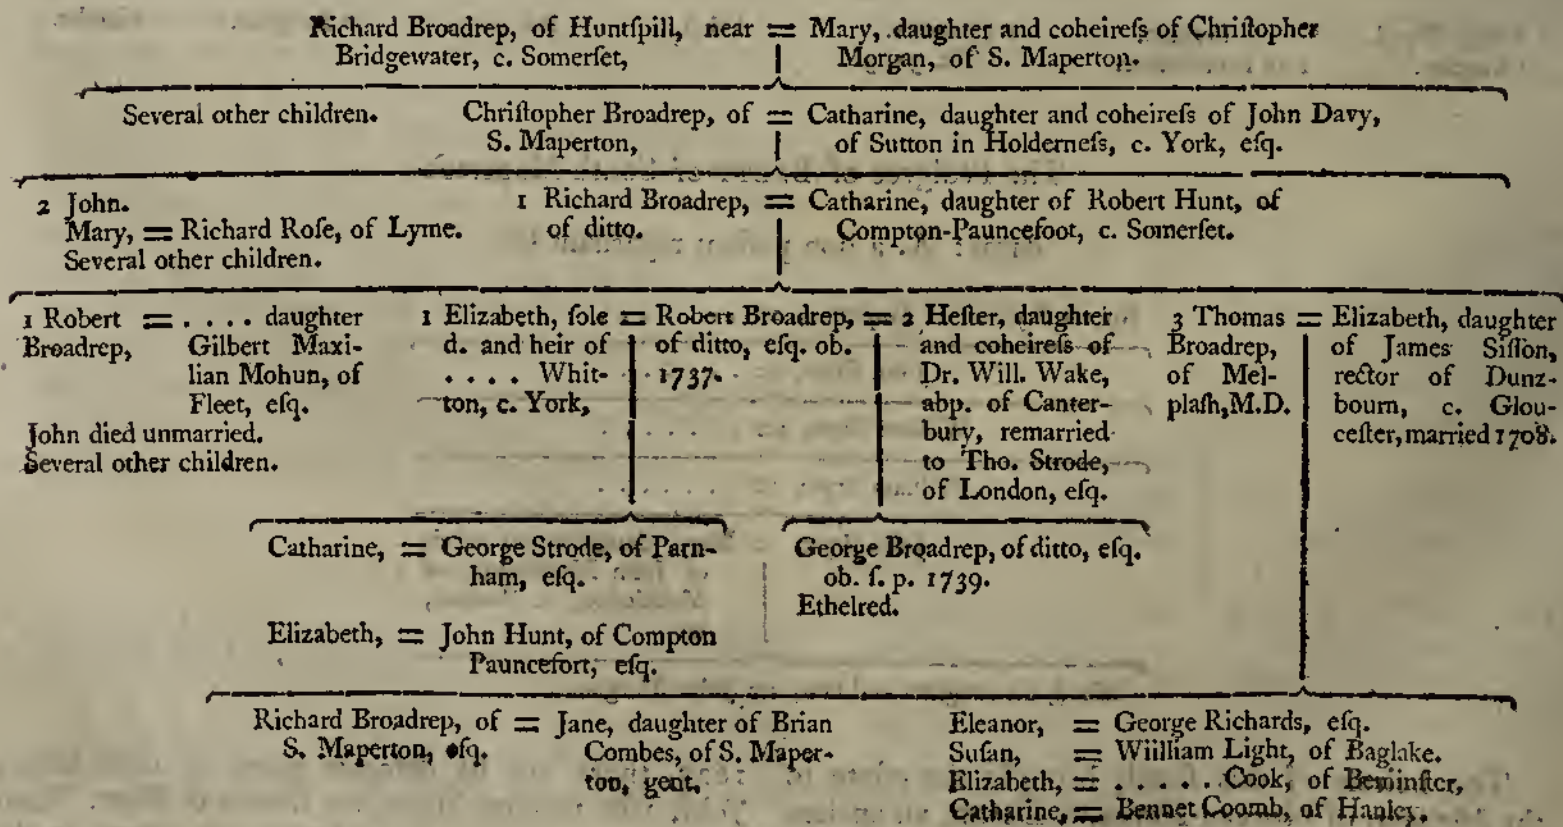 Richard Broadrep, of Huntſpill, near = Mary, daughter and coheireſs of Chriſtopher
Bridgewater, c. Somerſet, Morgan, of S. Maperton.
Several other children. Chriſtopher Broadrep, of = Catharine, daughter and coheireſs of John Davy,
S. Maperton, of Sutton in Holderneſs, c. York, eſq.
2 John. 1 Richard Broadrep, = Catharine, daughter of Robert Hunt, of
Mary, = Richard Roſe, of Lyme. of ditto. Compton-Pauncefoot, c. Somerſet.
Several other children.
1 Robert = . . . . daughter
Broadrep, Gilbert Maxi-
lian Mohun, of
Fleet, eſq.
John died unmarried.
Several other children.
1 Elizabeth, ſole = Robert Broadrep, = 2 Heſter, daughter
d. and heir of of ditto, eſq. ob. and coheireſs of
. . . . Whit- 1737. Dr. Will. Wake,
ton, c. York, abp. of Canter-
bury, remarried
to Tho. Strode,
of London, eſq.
3 Thomas = Elizabeth, daughter
Broadrep, of James Siſſon,
of Mel- rector of Dunz-
plaſh, M.D. bourn, c. Glou-
ceſter, married 1708.
Catharine, = George Strode, of Parn-
ham, eſq.
Elizabeth, = John Hunt, of Compton
Pauncefort, eſq.
George Broadrep, of ditto, eſq.
ob. ſ. p. 1739.
Ethelred.
Richard Broadrep, of = Jane, daughter of Brian
S. Maperton, eſq. Combes, of S. Maper-
ton, gent.
Eleanor, = George Richards, eſq.
Suſan, = Wiilliam Light, of Baglake.
Elizabeth, = . . . . . Cook, of Beminſter,
Catharine, = Bennet Coomb, of Hanley.